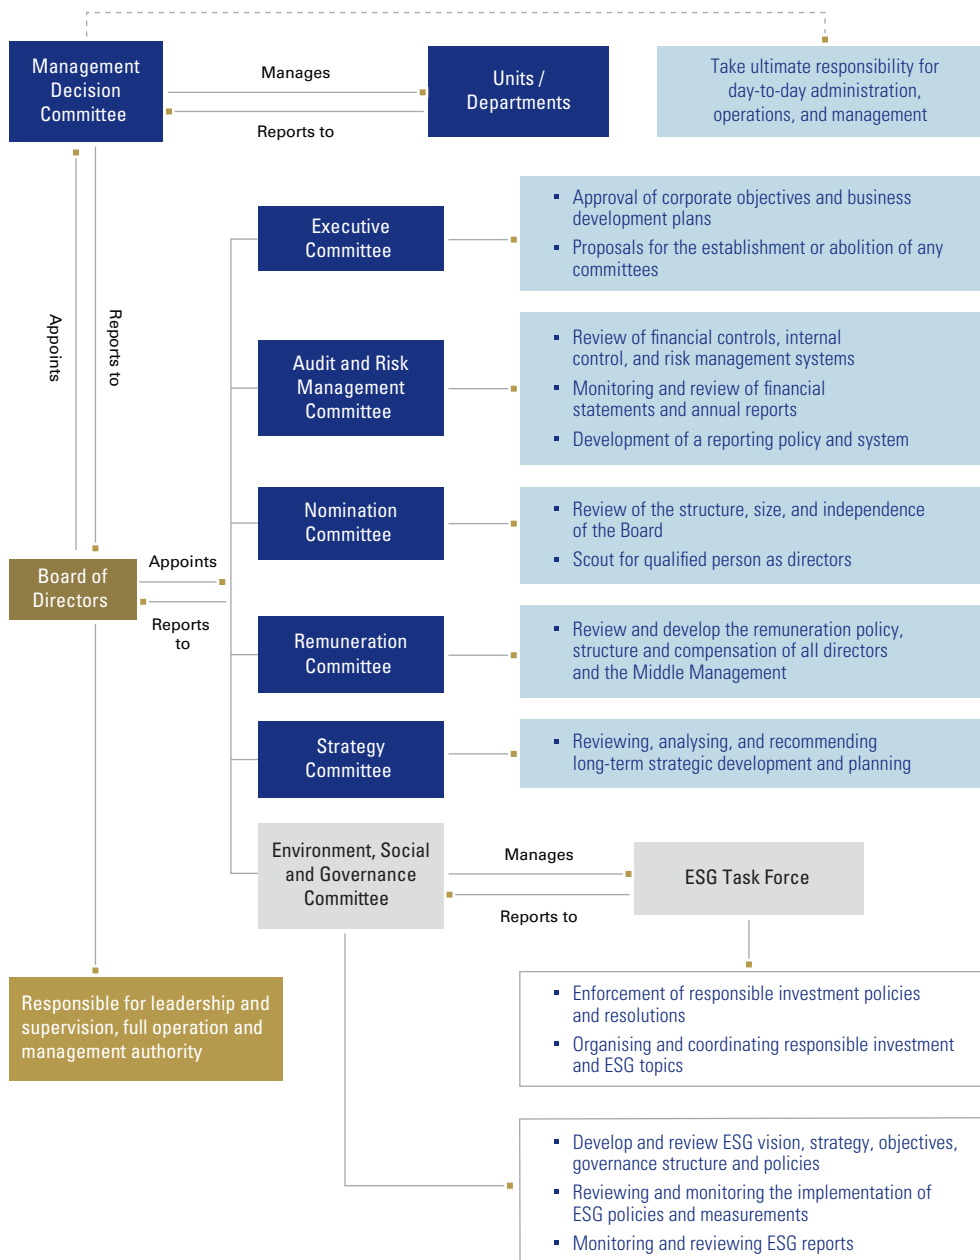 Management
Decision
Committee
Manages
Reports to
Units /
Departments
Take ultimate responsibility for
day-to-day administration,
operations, and management
Appoints
Reports to
Executive
Committee
▪ Approval of corporate objectives and business
development plans
▪ Proposals for the establishment or abolition of any
committees
Audit and Risk
Management
Committee
▪ Review of financial controls, internal
control, and risk management systems
▪ Monitoring and review of financial
statements and annual reports
▪ Development of a reporting policy and system
Nomination
Committee
▪ Review of the structure, size, and independence
of the Board
▪ Scout for qualified person as directors
Board of
Directors
Appoints
Reports
to
Remuneration
Committee
▪ Review and develop the remuneration policy,
structure and compensation of all directors
and the Middle Management
Strategy
Committee
▪ Reviewing, analysing, and recommending
long-term strategic development and planning
Environment, Social
and Governance
Committee
Manages
Reports to
ESG Task Force
Responsible for leadership and
supervision, full operation and
management authority
▪ Enforcement of responsible investment policies
and resolutions
▪ Organising and coordinating responsible investment
and ESG topics
▪ Develop and review ESG vision, strategy, objectives,
governance structure and policies
▪ Reviewing and monitoring the implementation of
ESG policies and measurements
▪ Monitoring and reviewing ESG reports